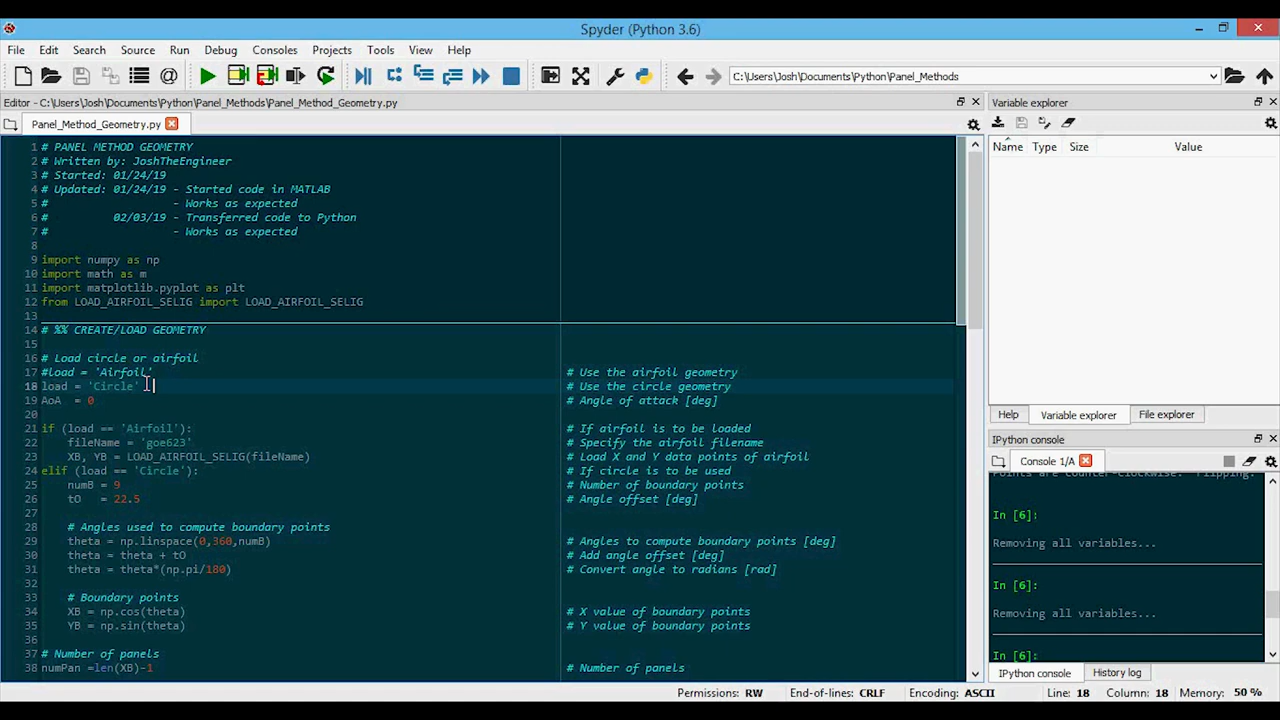 Spyder (Python 3.6)
File Edit Search Source Run Debug Consoles Projects Tools View Help
C:\Users\Josh\Documents\Python\Panel_Methods
Editor - C:\Users\Josh\Documents\Python\Panel_Methods\Panel_Method_Geometry.py
Panel_Method_Geometry.py
1 # PANEL METHOD GEOMETRY
2 # Written by: JoshTheEngineer
3 # Started: 01/24/19
4 # Updated: 01/24/19 - Started code in MATLAB
5 # - Works as expected
6 # 02/03/19 - Transferred code to Python
7 # - Works as expected
8
9 import numpy as np
10 import math as m
11 import matplotlib.pyplot as plt
12 from LOAD_AIRFOIL_SELIG import LOAD_AIRFOIL_SELIG
13
14 # %% CREATE/LOAD GEOMETRY
15
16 # Load circle or airfoil
17 #load = 'Airfoil' # Use the airfoil geometry
18 load = 'Circle' # Use the circle geometry
19 AoA = 0 # Angle of attack [deg]
20
21 if (load == 'Airfoil'): # If airfoil is to be loaded
22 fileName = 'goe623' # Specify the airfoil filename
23 XB, YB = LOAD_AIRFOIL_SELIG(fileName) # Load X and Y data points of airfoil
24 elif (load == 'Circle'): # If circle is to be used
25 numB = 9 # Number of boundary points
26 tO = 22.5 # Angle offset [deg]
27
28 # Angles used to compute boundary points
29 theta = np.linspace(0,360,numB) # Angles to compute boundary points [deg]
30 theta = theta + tO # Add angle offset [deg]
31 theta = theta*(np.pi/180) # Convert angle to radians [rad]
32
33 # Boundary points
34 XB = np.cos(theta) # X value of boundary points
35 YB = np.sin(theta) # Y value of boundary points
36
37 # Number of panels
38 numPan =len(XB)-1 # Number of panels
Variable explorer
Name Type Size Value
Help Variable explorer File explorer
IPython console
Console 1/A
Points are counter-clockwise. Flipping.
In [6]:
Removing all variables...
In [6]:
Removing all variables...
In [6]:
IPython console History log
Permissions: RW End-of-lines: CRLF Encoding: ASCII Line: 18 Column: 18 Memory: 50 %